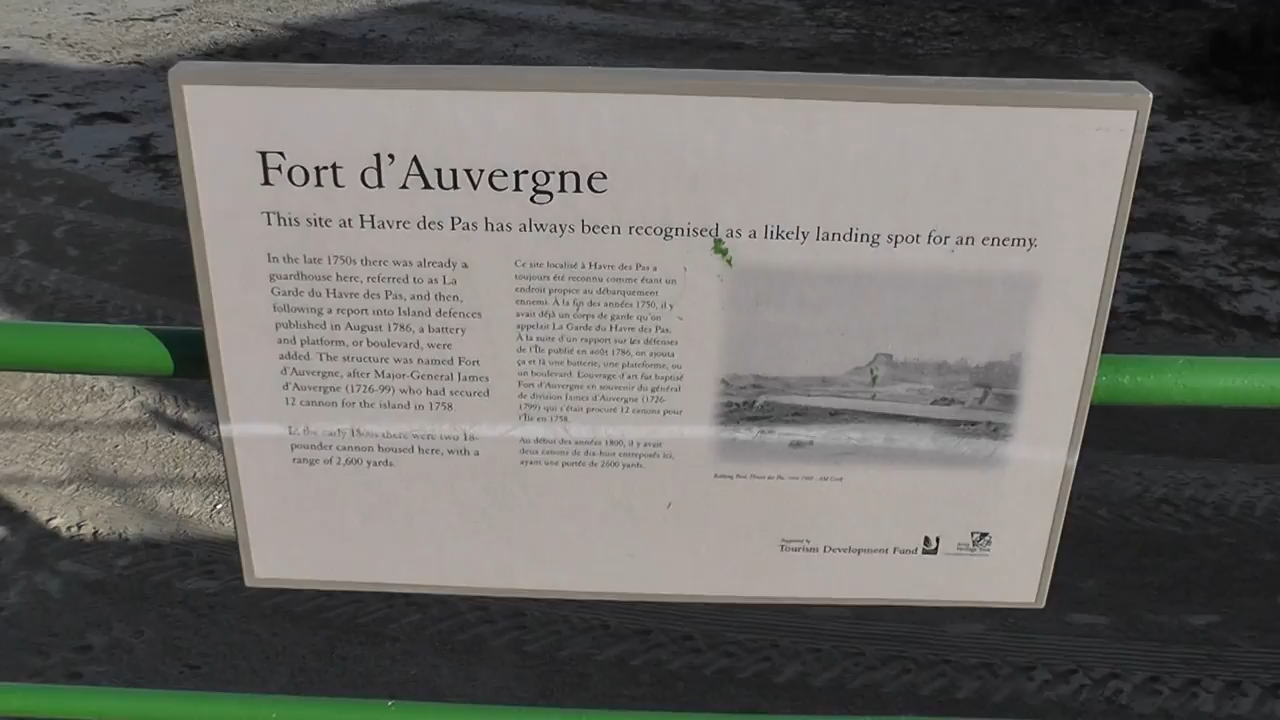 Fort d'Auvergne
This site at Havre des Pas has always been recognised as a likely landing spot for an enemy.
In the late 1750s there was already a
guardhouse here, referred to as La
Garde du Havre des Pas, and then,
following a report into Island defences
published in August 1786, a battery
and platform, or boulevard, were
added. The structure was named Fort
d'Auvergne, after Major-General James
d'Auvergne (1726-99) who had secured
12 cannon for the island in 1758.
In the early 1800s there were two 18-
pounder cannon housed here, with a
range of 2,600 yards.
Ce site localisé à Havre des Pas a
toujours été reconnu comme étant un
endroit propice au débarquement
ennemi. À la fin des années 1750, il y
avait déjà un corps de garde qu'on
appelait La Garde du Havre des Pas.
À la suite d'un rapport sur les défenses
de l'Île publié en août 1786, on ajouta
ça et là une batterie, une plateforme, ou
un boulevard. L'ouvrage d'art fut baptisé
Fort d'Auvergne en souvenir du général
de division James d'Auvergne (1726-
1799) qui s'était procuré 12 canons pour
l'Île en 1758.
Au début des années 1800, il y avait
deux canons de dix-huit entreposés ici,
ayant une portée de 2600 yards.
Supported by
Tourism Development Fund